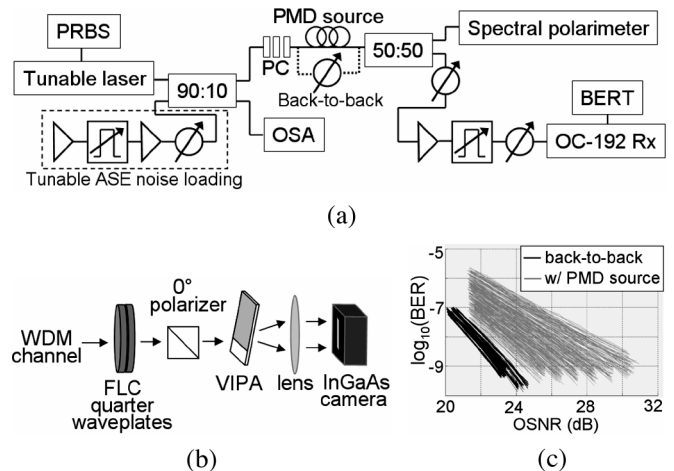 PRBS
Tunable laser
90:10
PC
PMD source
Back-to-back
50:50
Spectral polarimeter
OSA
Tunable ASE noise loading
BERT
OC-192 Rx
(a)
WDM
channel
FLC
quarter
waveplates
0°
polarizer
VIPA
lens
InGaAs
camera
(b)
back-to-back
w/ PMD source
log10(BER)
-5
-7
-9
20
24
28
32
OSNR (dB)
(c)